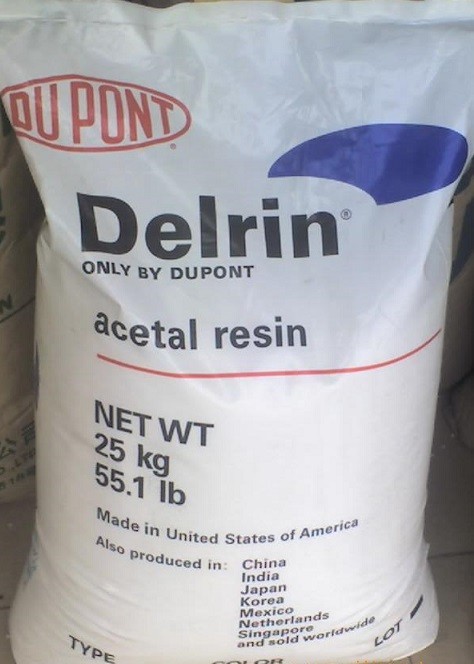 DU PONT
®
Delrin®
ONLY BY DUPONT
acetal resin
NET WT
25 kg
55.1 lb
Made in United States of America
Also produced in: China
India
Japan
Korea
Mexico
Netherlands
Singapore
and sold worldwide
TYPE COLOR LOT